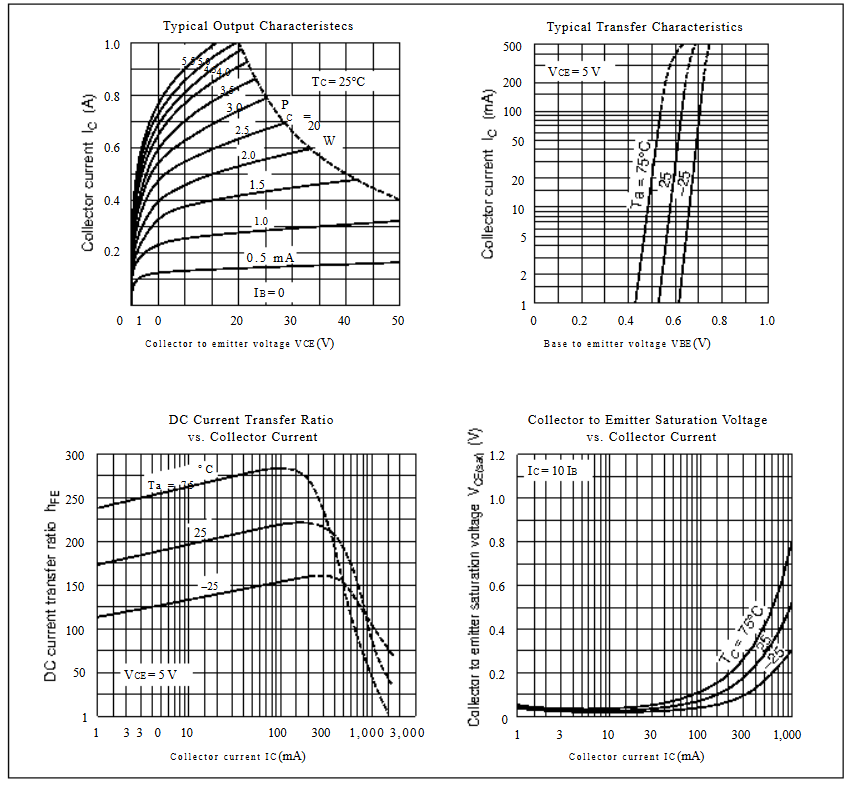 Typical Output Characteristecs
Collector current IC (A)
1.0
0.8
0.6
0.4
0.2
5.5 5.0
4.5 4.0
3.5
3.0
2.5
2.0
1.5
1.0
0.5 mA
IB=0
TC=25°C
P
C =
20
W
0 1 0 20 30 40 50
Collector to emitter voltage VCE(V)
Typical Transfer Characteristics
Collector current IC (mA)
500
200
100
50
20
10
5
2
1
VCE=5V
Ta = 75°C
25
–25
0 0.2 0.4 0.6 0.8 1.0
Base to emitter voltage VBE(V)
DC Current Transfer Ratio
vs. Collector Current
DC current transfer ratio hFE
300
250
200
150
100
50
1
°C
Ta = 75
25
–25
VCE=5V
1 3 3 0 10 100 300 1,000 3,000
Collector current IC(mA)
Collector to Emitter Saturation Voltage
vs. Collector Current
Collector to emitter saturation voltage VCE(sat) (V)
1.2
1.0
0.8
0.6
0.4
0.2
0
IC=10IB
TC = 75°C
25
–25
1 3 10 30 100 300 1,000
Collector current IC(mA)